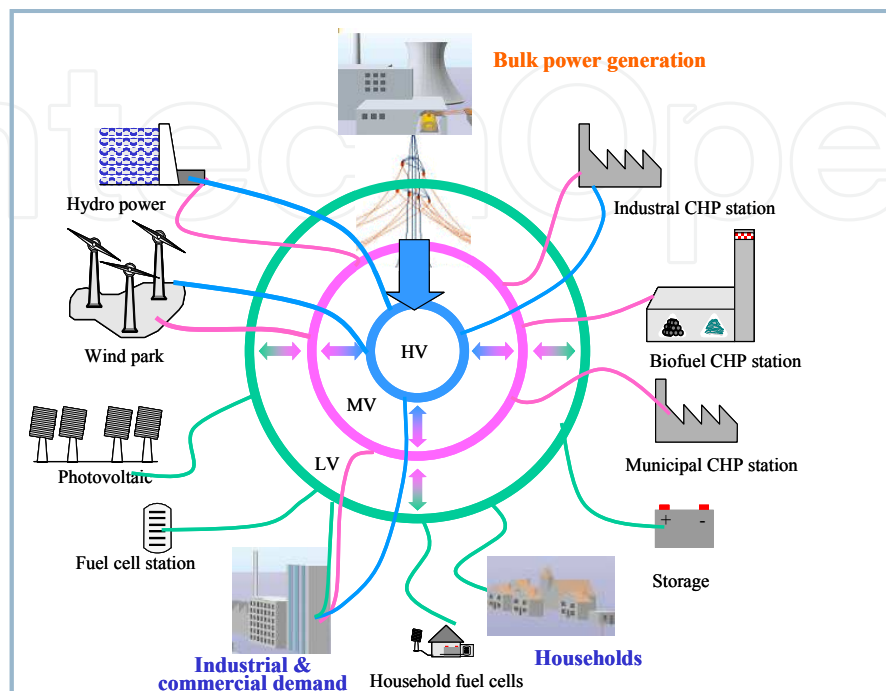 Bulk power generation
Hydro power
Industral CHP station
Wind park
HV
Biofuel CHP station
MV
LV
Photovoltaic
Municipal CHP station
+ -
Fuel cell station
Storage
Industrial &
commercial demand
Household fuel cells
Households